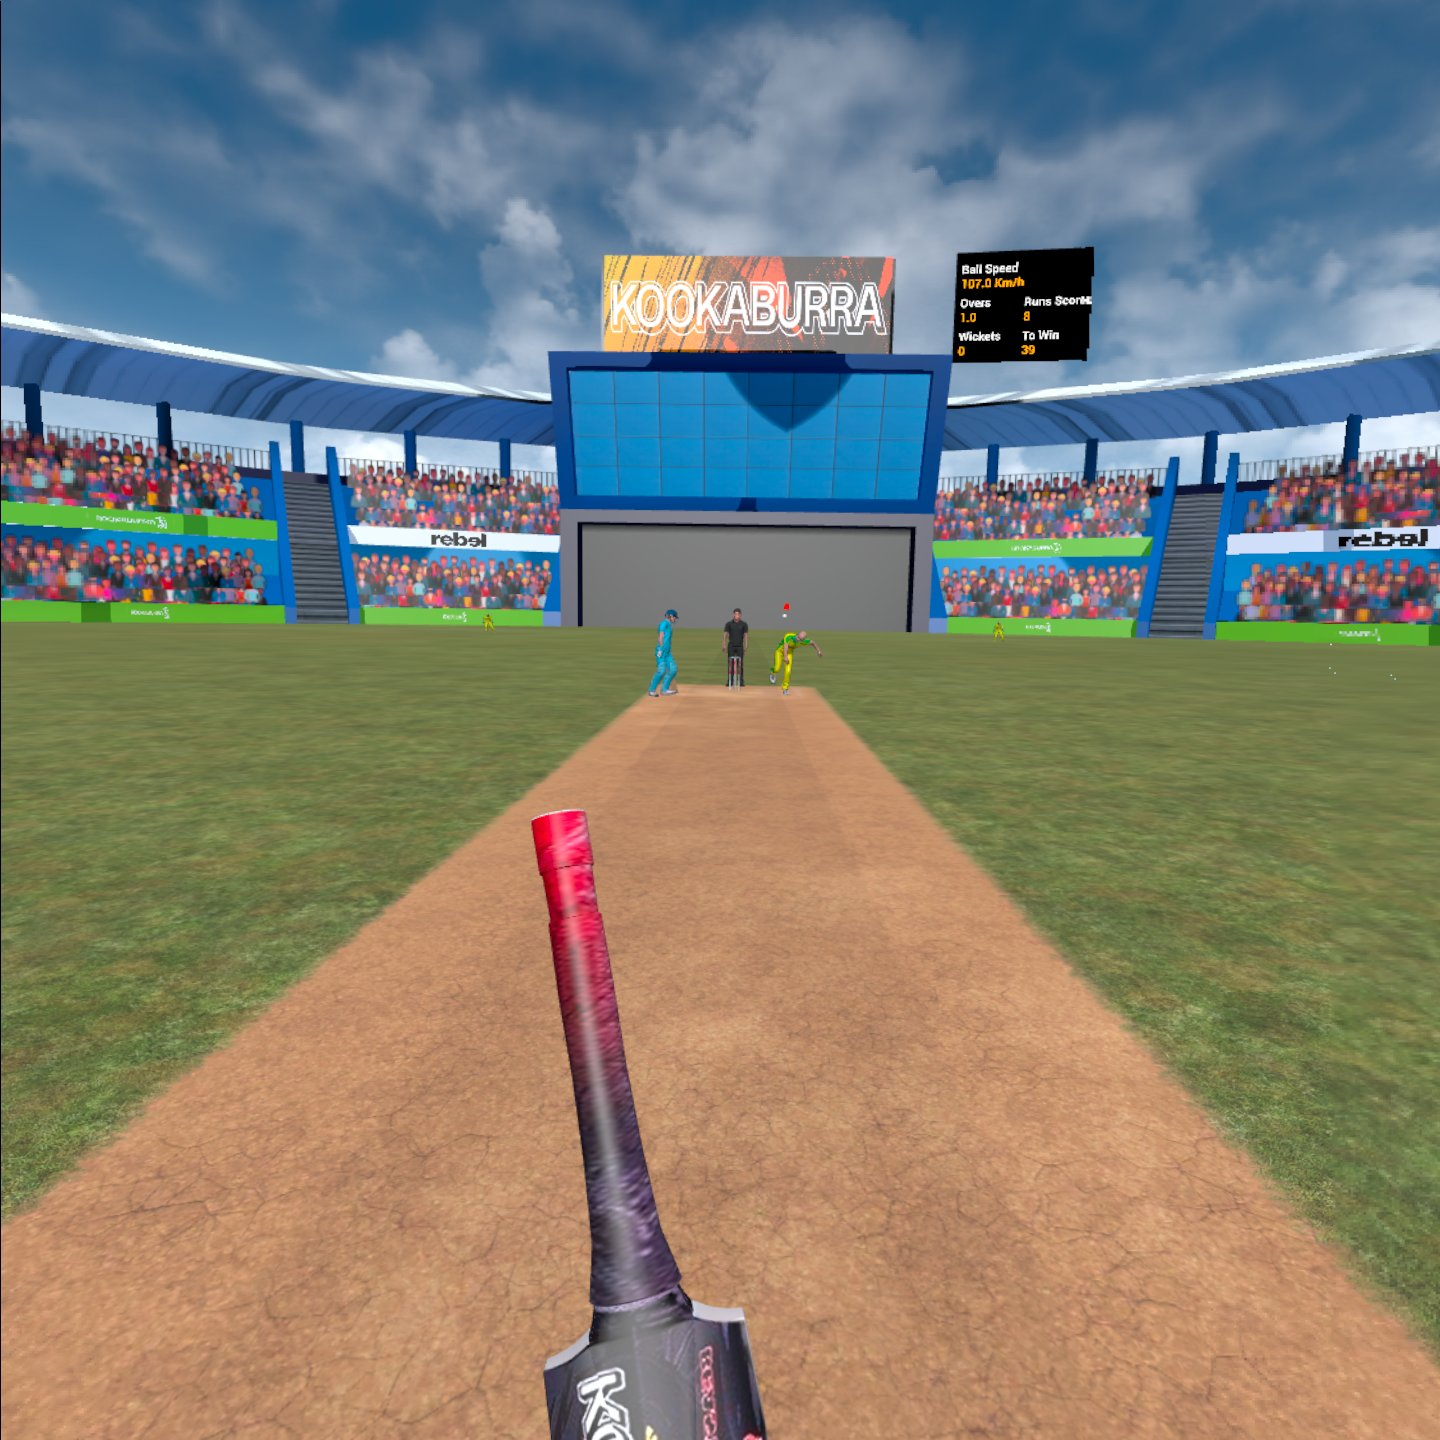 KOOKABURRA
Ball Speed
107.0 Km/h
Overs Runs Scored
1.0 8
Wickets To Win
0 39
rebel
rebel